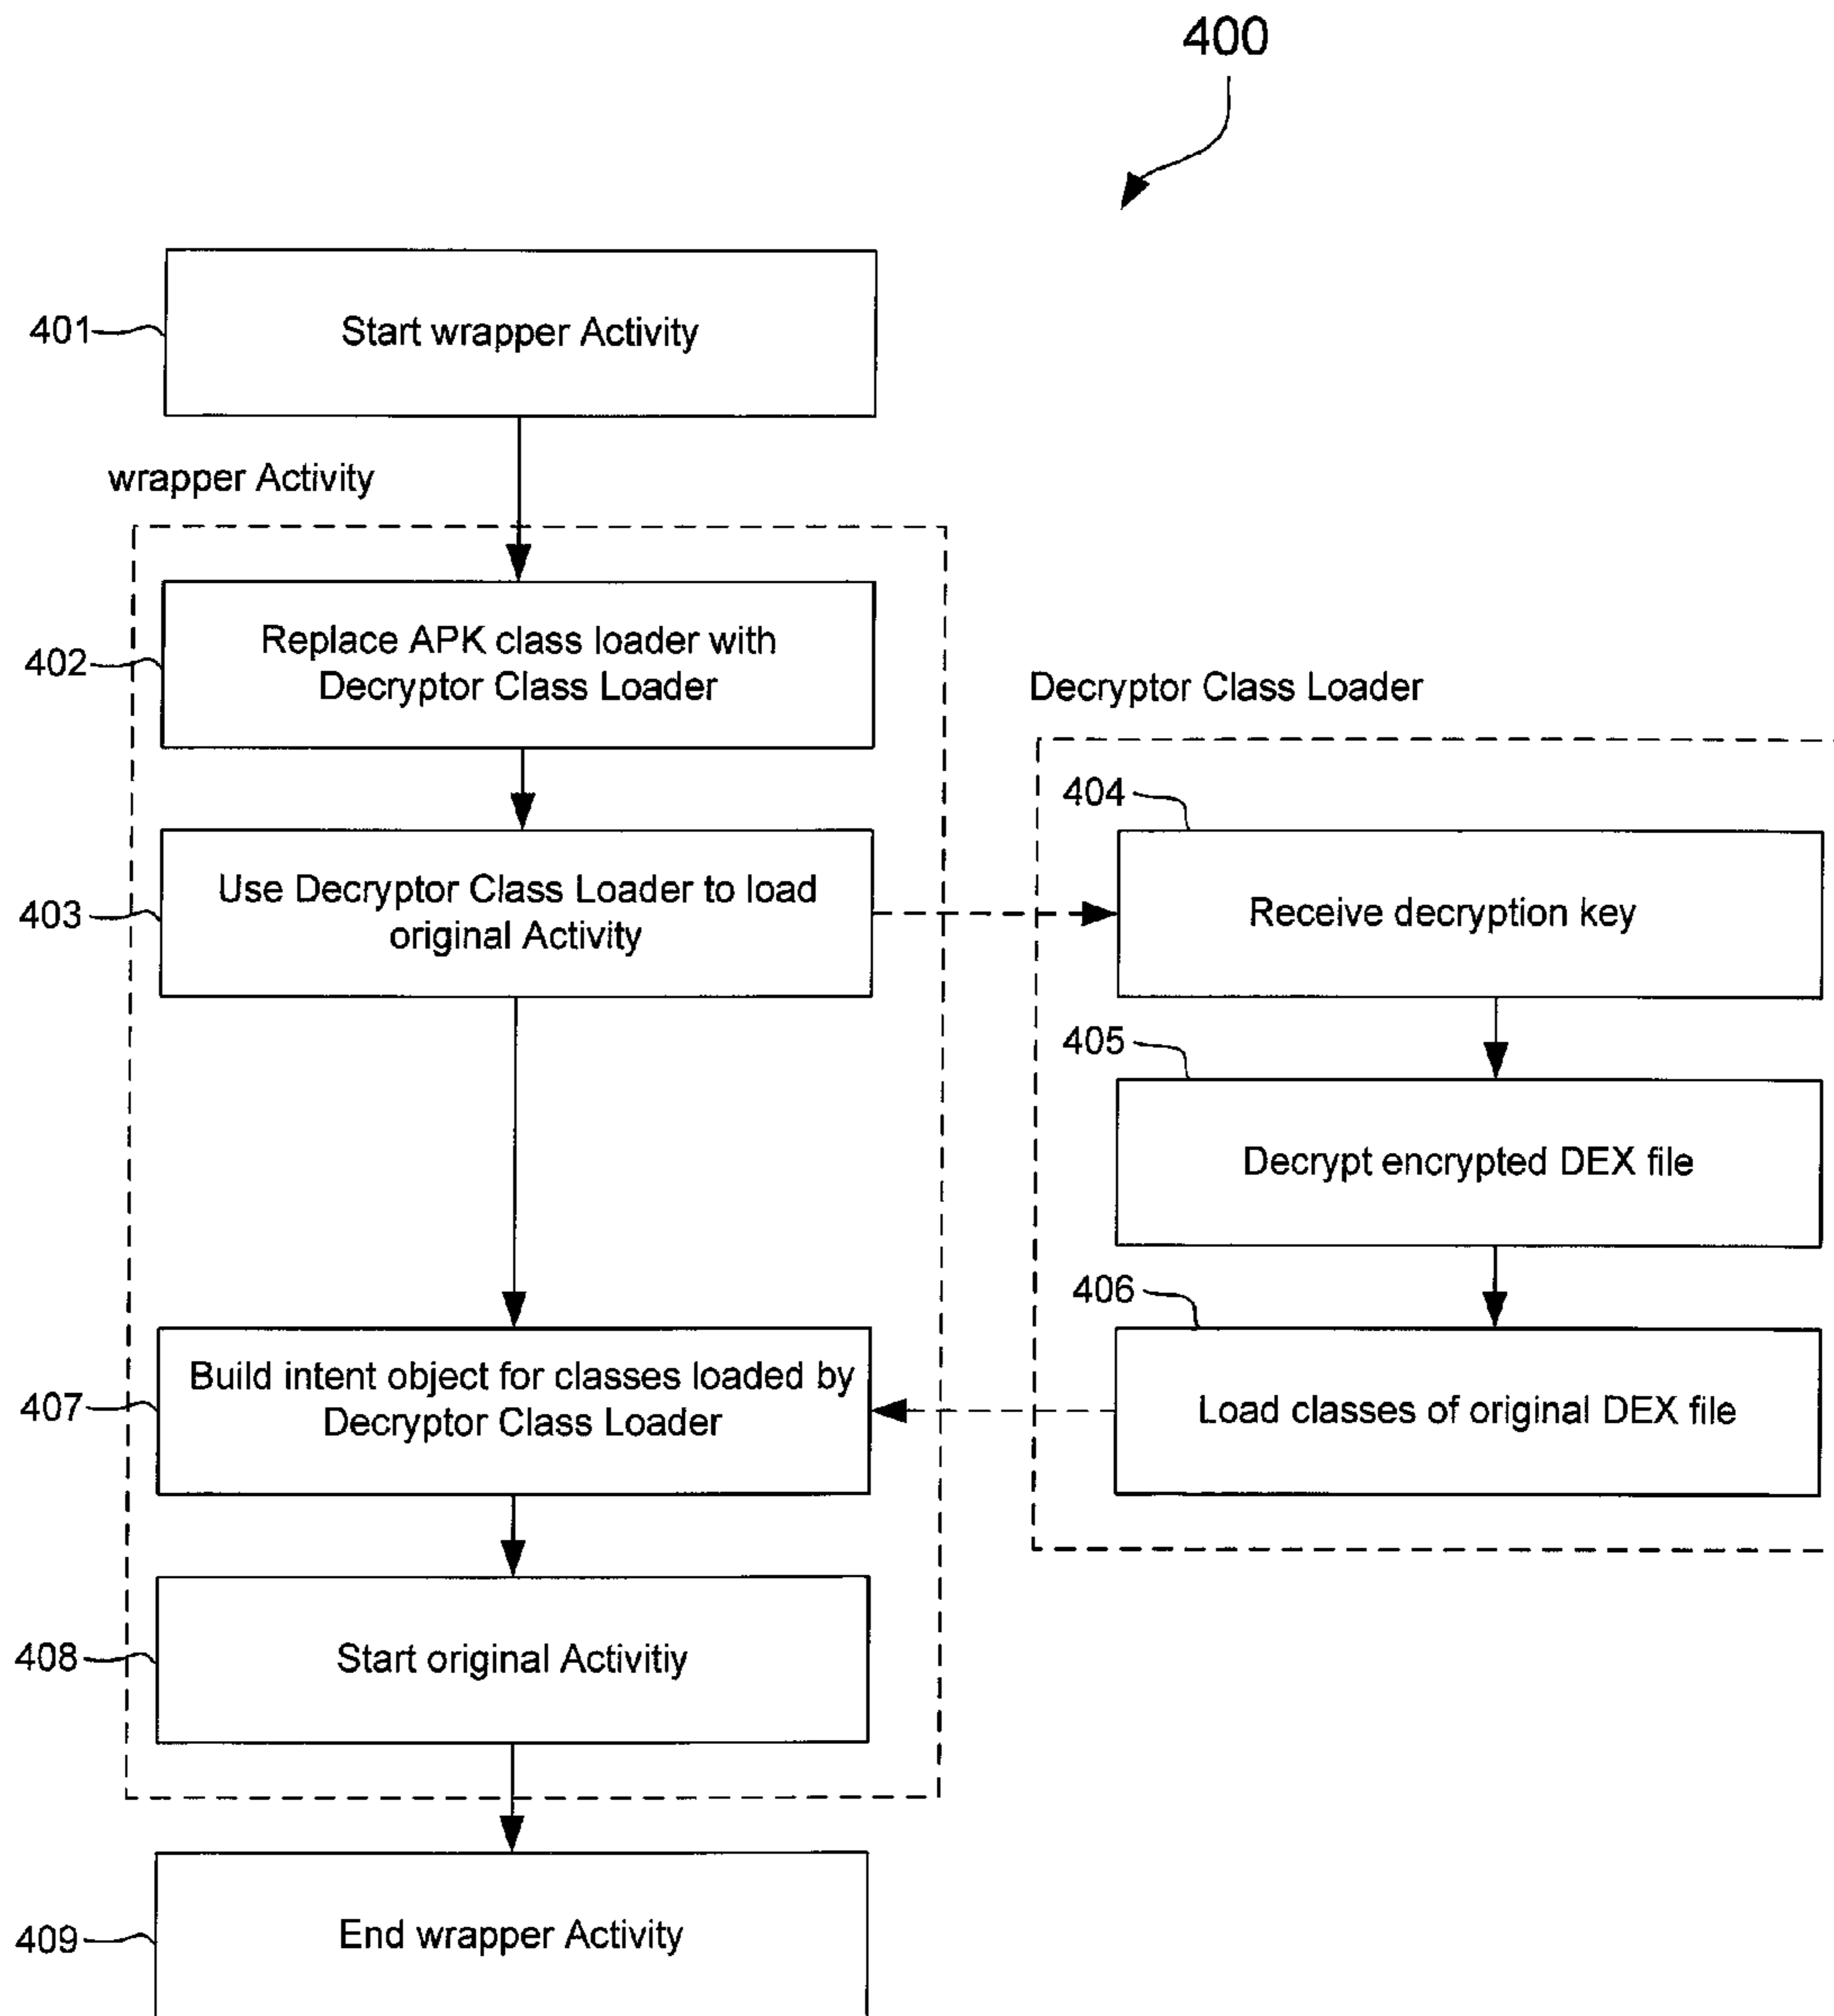 400
401
Start wrapper Activity
wrapper Activity
402
Replace APK class loader with
Decryptor Class Loader
Decryptor Class Loader
403
Use Decryptor Class Loader to load
original Activity
404
Receive decryption key
405
Decrypt encrypted DEX file
406
Load classes of original DEX file
407
Build intent object for classes loaded by
Decryptor Class Loader
408
Start original Activitiy
409
End wrapper Activity